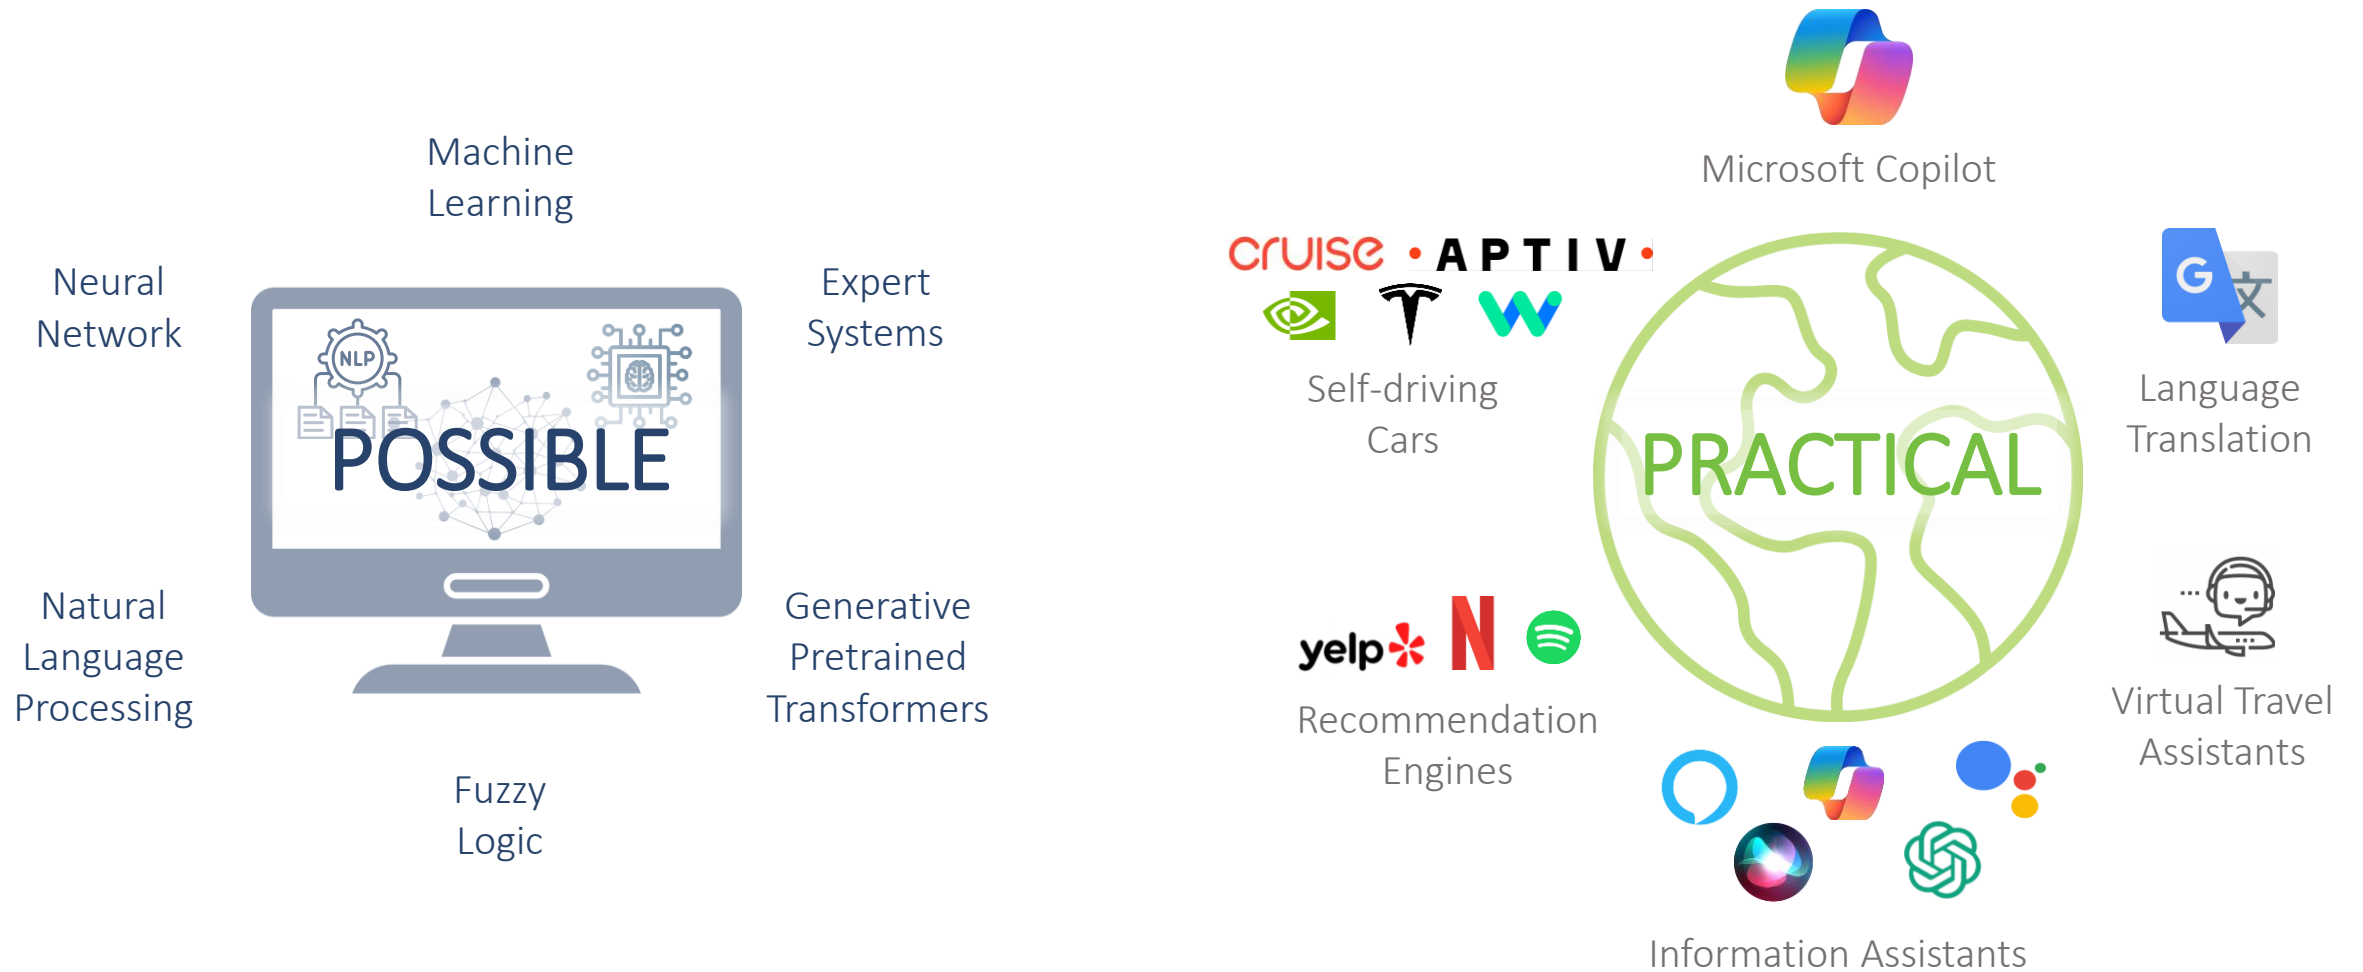 Machine
Learning
Neural
Network
Expert
Systems
NLP
POSSIBLE
Natural
Language
Processing
Generative
Pretrained
Transformers
Fuzzy
Logic
Microsoft Copilot
cruise
• APTIV •
Self-driving
Cars
G 文
Language
Translation
PRACTICAL
yelp
N
Recommendation
Engines
Virtual Travel
Assistants
Information Assistants